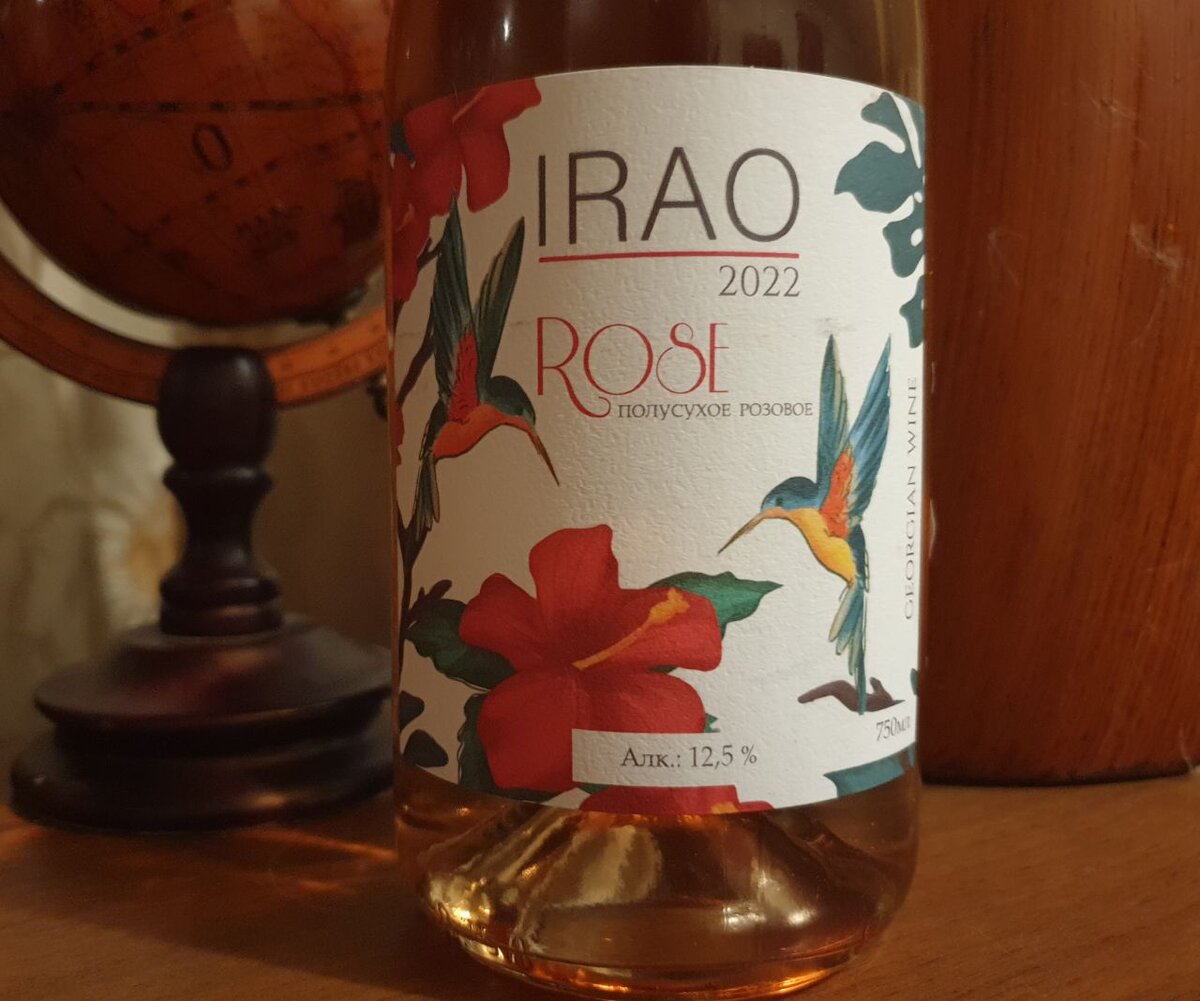 IRAO
2022
ROSE
ПОЛУСУХОЕ РОЗОВОЕ
GEORGIAN WINE
750мл
Алк.: 12,5 %